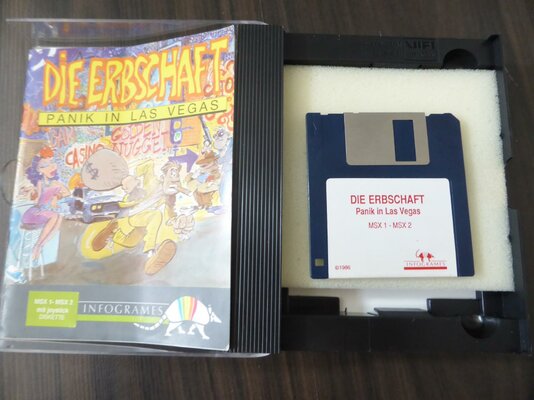 DIE ERBSCHAFT
PANIK IN LAS VEGAS
GOLDEN
CASINO
NUGGET
MSX 1- MSX 2
mit joystick
DISKETTE
INFOGRAMES
DIE ERBSCHAFT
Panik in Las Vegas
MSX 1 - MSX 2
©1986
INFOGRAMES